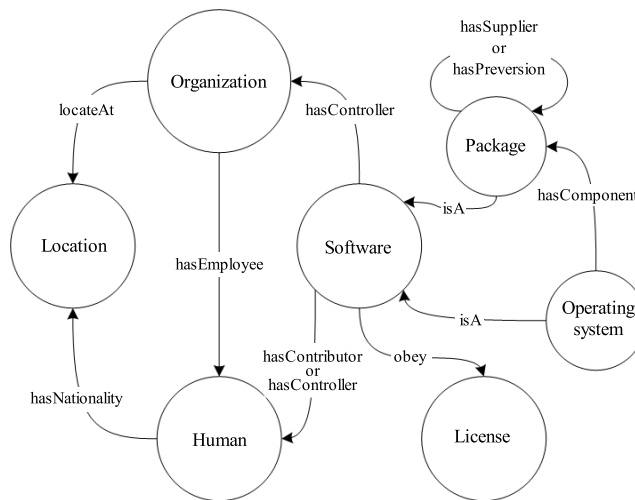 hasSupplier
or
hasPreversion
Organization
locateAt
hasController
Package
hasComponent
isA
Location
hasEmployee
Software
Operating
system
isA
hasContributor
or
hasController
obey
hasNationality
Human
License